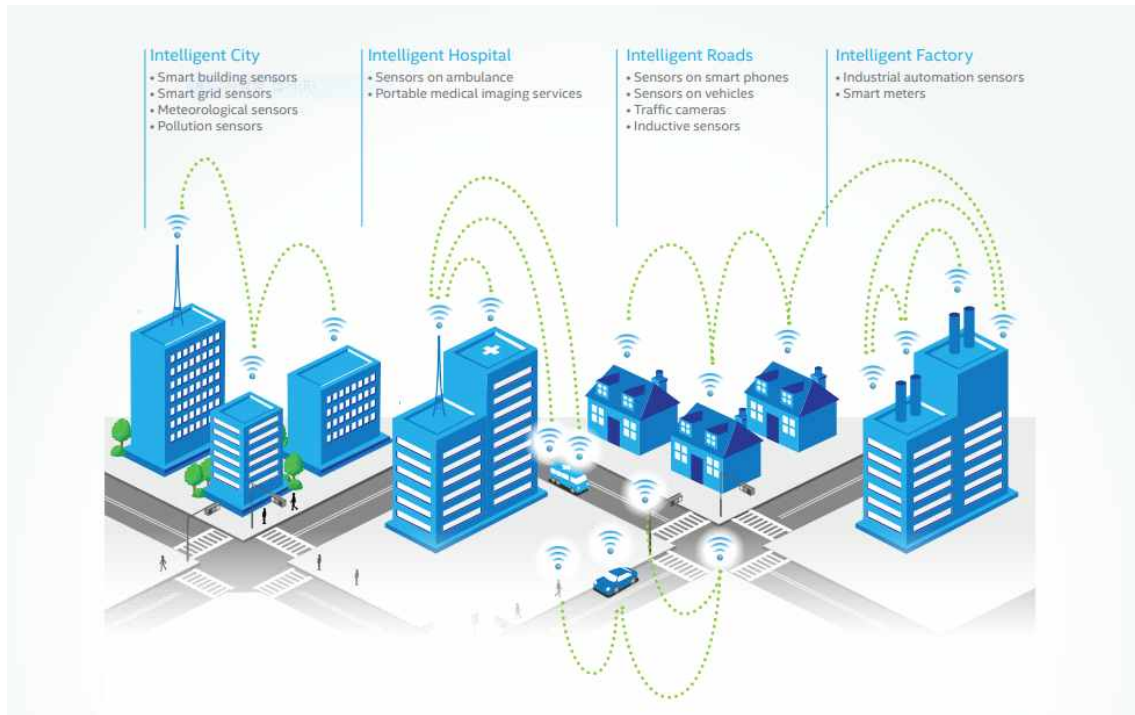 Intelligent City
• Smart building sensors
• Smart grid sensors
• Meteorological sensors
• Pollution sensors
Intelligent Hospital
• Sensors on ambulance
• Portable medical imaging services
Intelligent Roads
• Sensors on smart phones
• Sensors on vehicles
• Traffic cameras
• Inductive sensors
Intelligent Factory
• Industrial automation sensors
• Smart meters